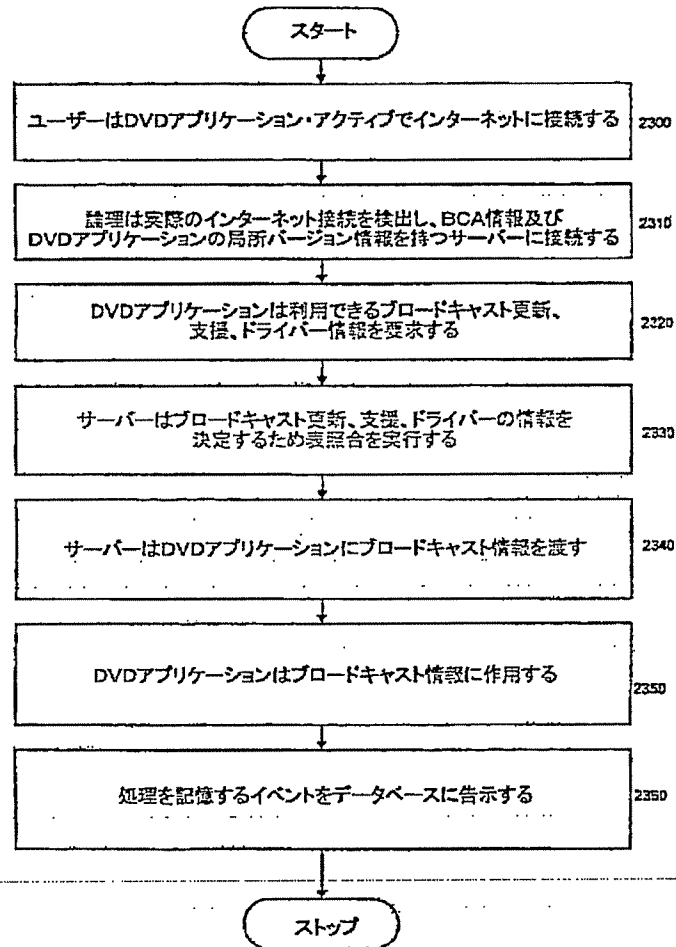 スタート
ユーザーはDVDアプリケーション・アクティブでインターネットに接続する
2300
論理は実際のインターネット接続を検出し、BCA情報及び
DVDアプリケーションの局所バージョン情報を持つサーバーに接続する
2310
DVDアプリケーションは利用できるブロードキャスト更新、
支援、ドライバー情報を要求する
2320
サーバーはブロードキャスト更新、支援、ドライバーの情報を
決定するため表照合を実行する
2330
サーバーはDVDアプリケーションにブロードキャスト情報を渡す
2340
DVDアプリケーションはブロードキャスト情報に作用する
2350
処理を記憶するイベントをデータベースに告示する
2360
ストップ